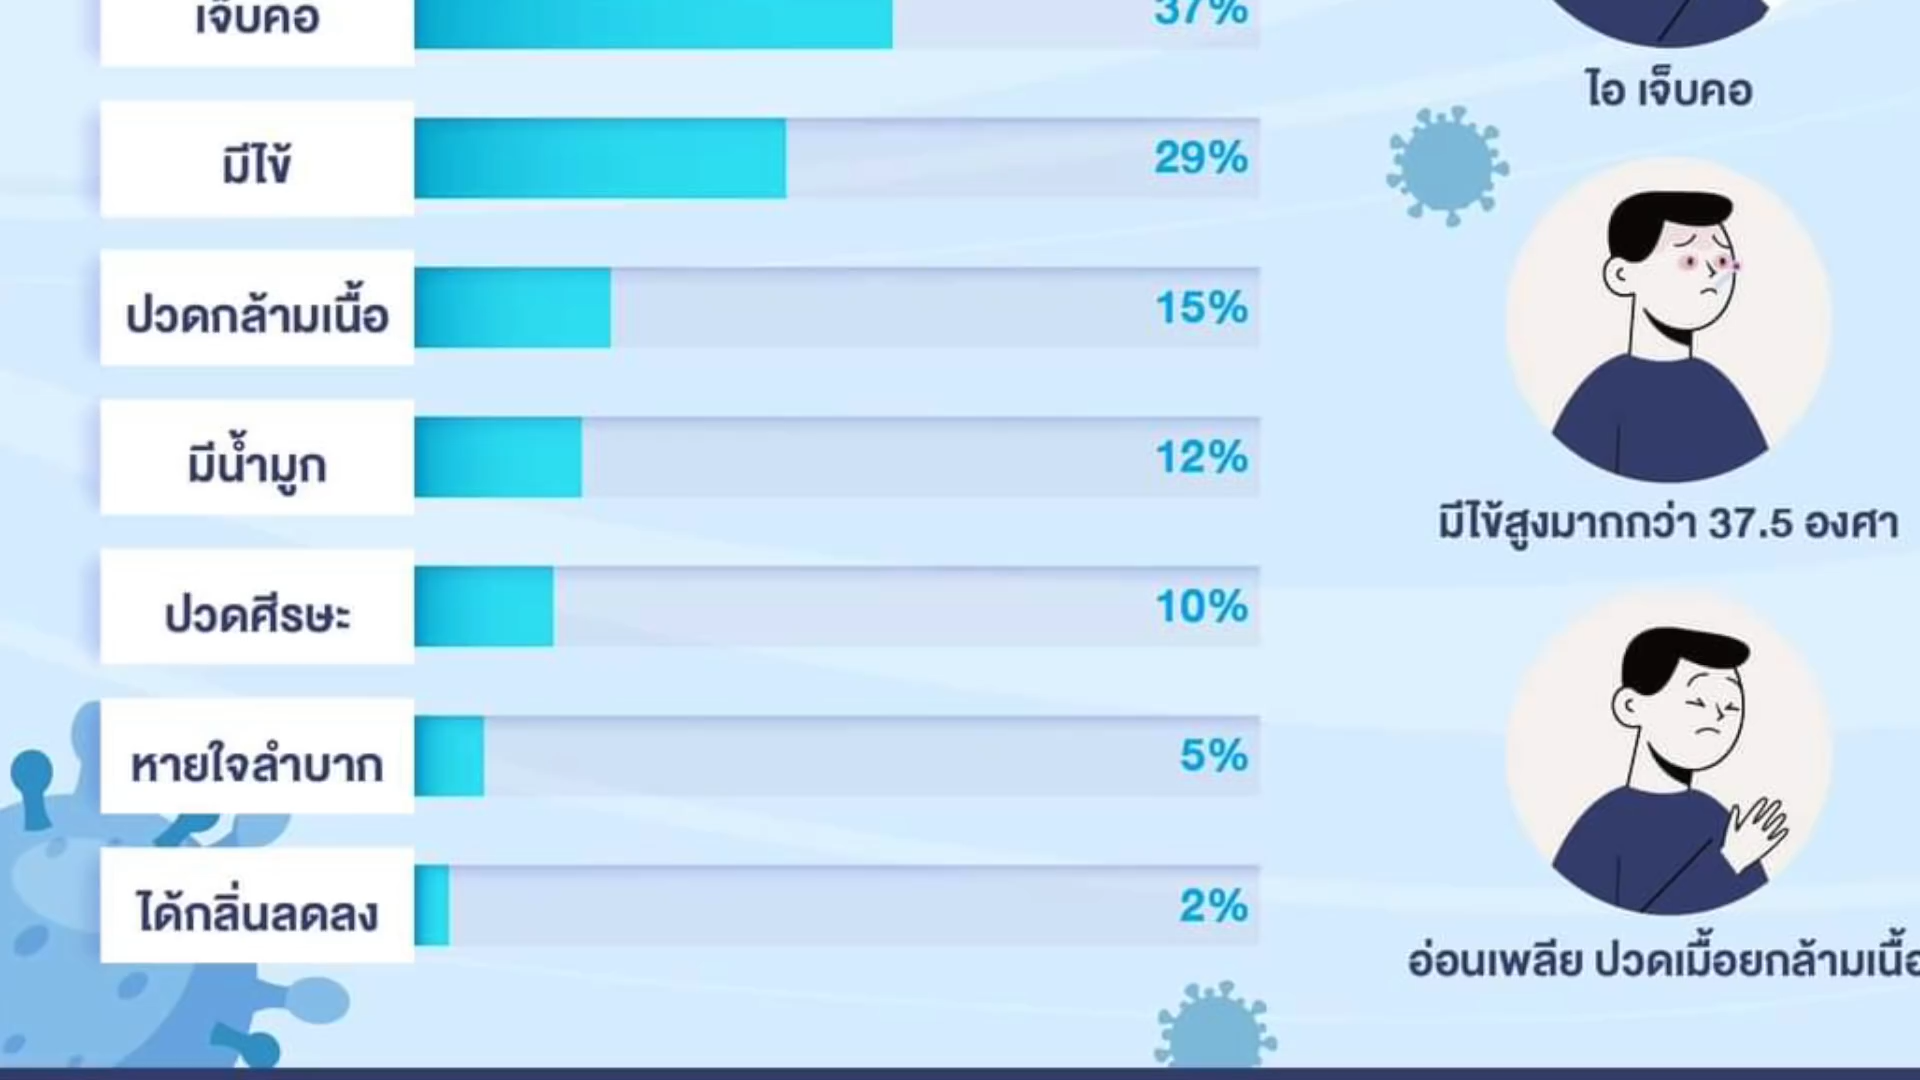 เจ็บคอ 37%
มีไข้ 29%
ปวดกล้ามเนื้อ 15%
มีน้ำมูก 12%
ปวดศีรษะ 10%
หายใจลำบาก 5%
ได้กลิ่นลดลง 2%
ไอ เจ็บคอ
มีไข้สูงมากกว่า 37.5 องศา
อ่อนเพลีย ปวดเมื่อยกล้ามเนื้อ